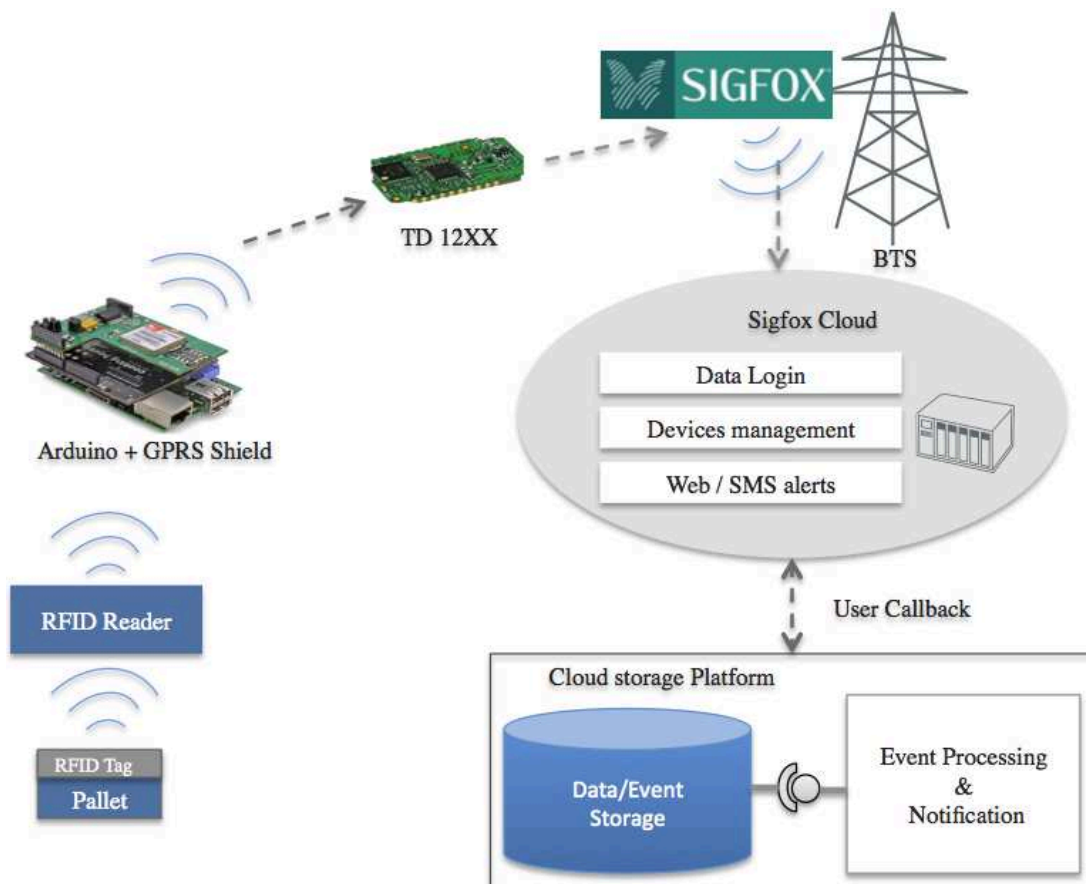 SIGFOX
TD 12XX
BTS
Sigfox Cloud
Data Login
Devices management
Web / SMS alerts
Arduino + GPRS Shield
RFID Reader
User Callback
Cloud storage Platform
RFID Tag
Pallet
Data/Event
Storage
Event Processing
&
Notification